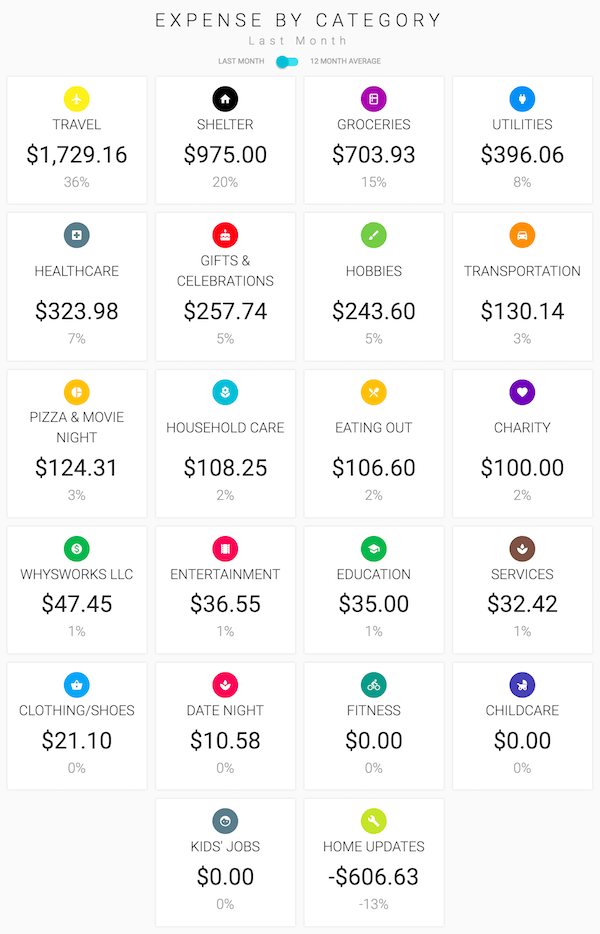 EXPENSE BY CATEGORY
Last Month
LAST MONTH 12 MONTH AVERAGE
TRAVEL
$1,729.16
36%
SHELTER
$975.00
20%
GROCERIES
$703.93
15%
UTILITIES
$396.06
8%
HEALTHCARE
$323.98
7%
GIFTS &
CELEBRATIONS
$257.74
5%
HOBBIES
$243.60
5%
TRANSPORTATION
$130.14
3%
PIZZA & MOVIE
NIGHT
$124.31
3%
HOUSEHOLD CARE
$108.25
2%
EATING OUT
$106.60
2%
CHARITY
$100.00
2%
WHYSWORKS LLC
$47.45
1%
ENTERTAINMENT
$36.55
1%
EDUCATION
$35.00
1%
SERVICES
$32.42
1%
CLOTHING/SHOES
$21.10
0%
DATE NIGHT
$10.58
0%
FITNESS
$0.00
0%
CHILDCARE
$0.00
0%
KIDS' JOBS
$0.00
0%
HOME UPDATES
-$606.63
-13%